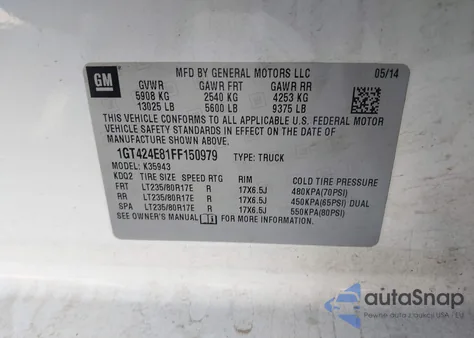 GM
MFD BY GENERAL MOTORS LLC 05/14
GVWR GAWR FRT GAWR RR
5908 KG 2540 KG 4253 KG
13025 LB 5600 LB 9375 LB
THIS VEHICLE CONFORMS TO ALL APPLICABLE U.S. FEDERAL MOTOR
VEHICLE SAFETY STANDARDS IN EFFECT ON THE DATE OF
MANUFACTURE SHOWN ABOVE.
1GT424E81FF150979 TYPE: TRUCK
MODEL: K35943
KDQ2 TIRE SIZE SPEED RTG RIM COLD TIRE PRESSURE
FRT LT235/80R17E R 17X6.5J 480KPA(70PSI)
RR LT235/80R17E R 17X6.5J 450KPA(65PSI) DUAL
SPA LT235/80R17E R 17X6.5J 550KPA(80PSI)
SEE OWNER'S MANUAL FOR ADDITIONAL INFORMATION.
autoSnap